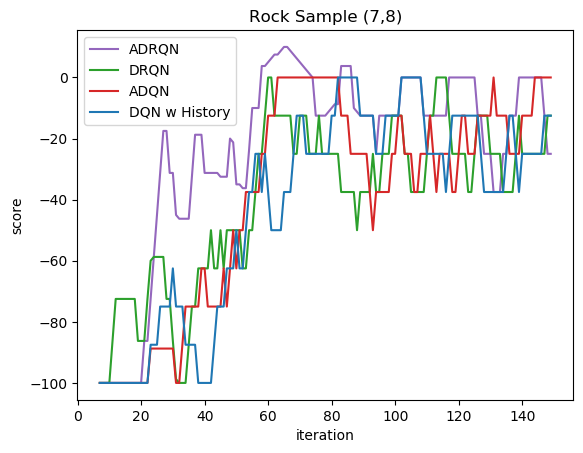 Rock Sample (7,8)
ADRQN
DRQN
ADQN
DQN w History
0
−20
−40
−60
−80
−100
score
0 20 40 60 80 100 120 140
iteration